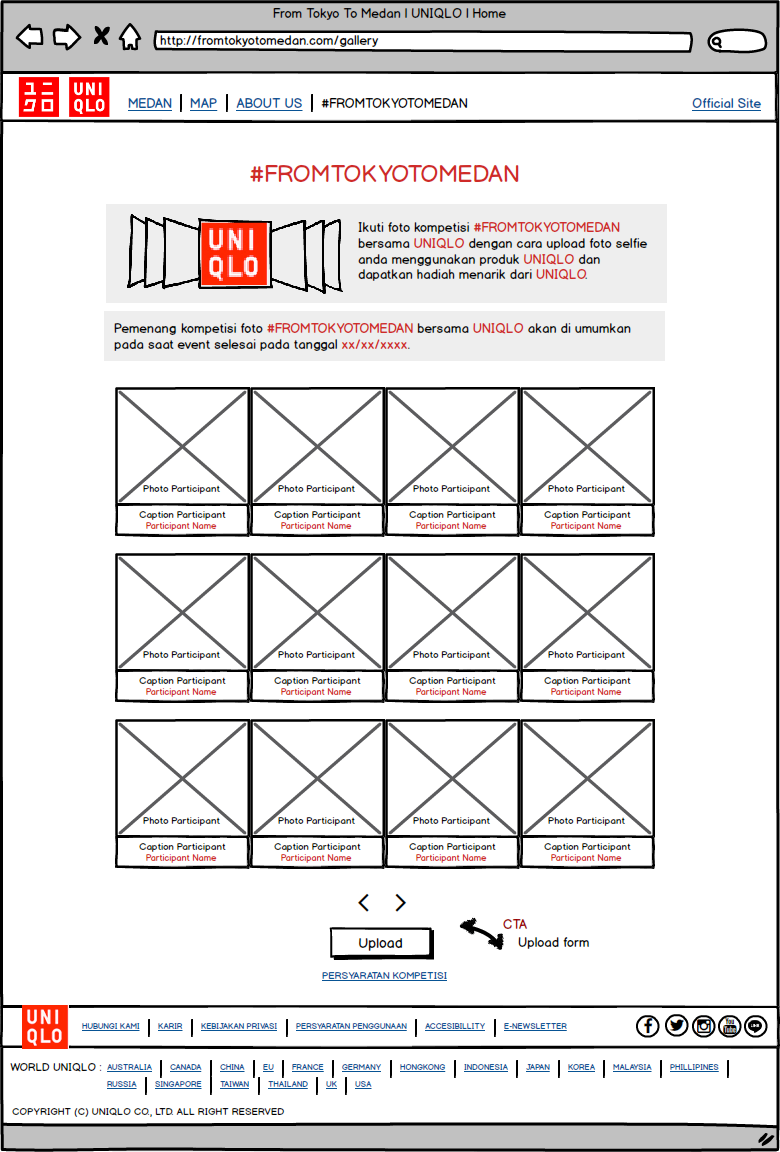 From Tokyo To Medan | UNIQLO | Home
http://fromtokyotomedan.com/gallery
ユニ
クロ
UNI
QLO
MEDAN | MAP | ABOUT US | #FROMTOKYOTOMEDAN
Official Site
#FROMTOKYOTOMEDAN
UNI
QLO
Ikuti foto kompetisi #FROMTOKYOTOMEDAN
bersama UNIQLO dengan cara upload foto selfie
anda menggunakan produk UNIQLO dan
dapatkan hadiah menarik dari UNIQLO.
Pemenang kompetisi foto #FROMTOKYOTOMEDAN bersama UNIQLO akan di umumkan
pada saat event selesai pada tanggal xx/xx/xxxx.
Photo Participant Photo Participant Photo Participant Photo Participant
Caption Participant Caption Participant Caption Participant Caption Participant
Participant Name Participant Name Participant Name Participant Name
Photo Participant Photo Participant Photo Participant Photo Participant
Caption Participant Caption Participant Caption Participant Caption Participant
Participant Name Participant Name Participant Name Participant Name
Photo Participant Photo Participant Photo Participant Photo Participant
Caption Participant Caption Participant Caption Participant Caption Participant
Participant Name Participant Name Participant Name Participant Name
< >
CTA
Upload
Upload form
PERSYARATAN KOMPETISI
UNI
QLO
HUBUNGI KAMI | KARIR | KEBIJAKAN PRIVASI | PERSYARATAN PENGGUNAAN | ACCESIBILLITY | E-NEWSLETTER
You
Tube
LINE
WORLD UNIQLO : AUSTRALIA | CANADA | CHINA | EU | FRANCE | GERMANY | HONGKONG | INDONESIA | JAPAN | KOREA | MALAYSIA | PHILLIPINES |
RUSSIA | SINGAPORE | TAIWAN | THAILAND | UK | USA
COPYRIGHT (C) UNIQLO CO., LTD. ALL RIGHT RESERVED